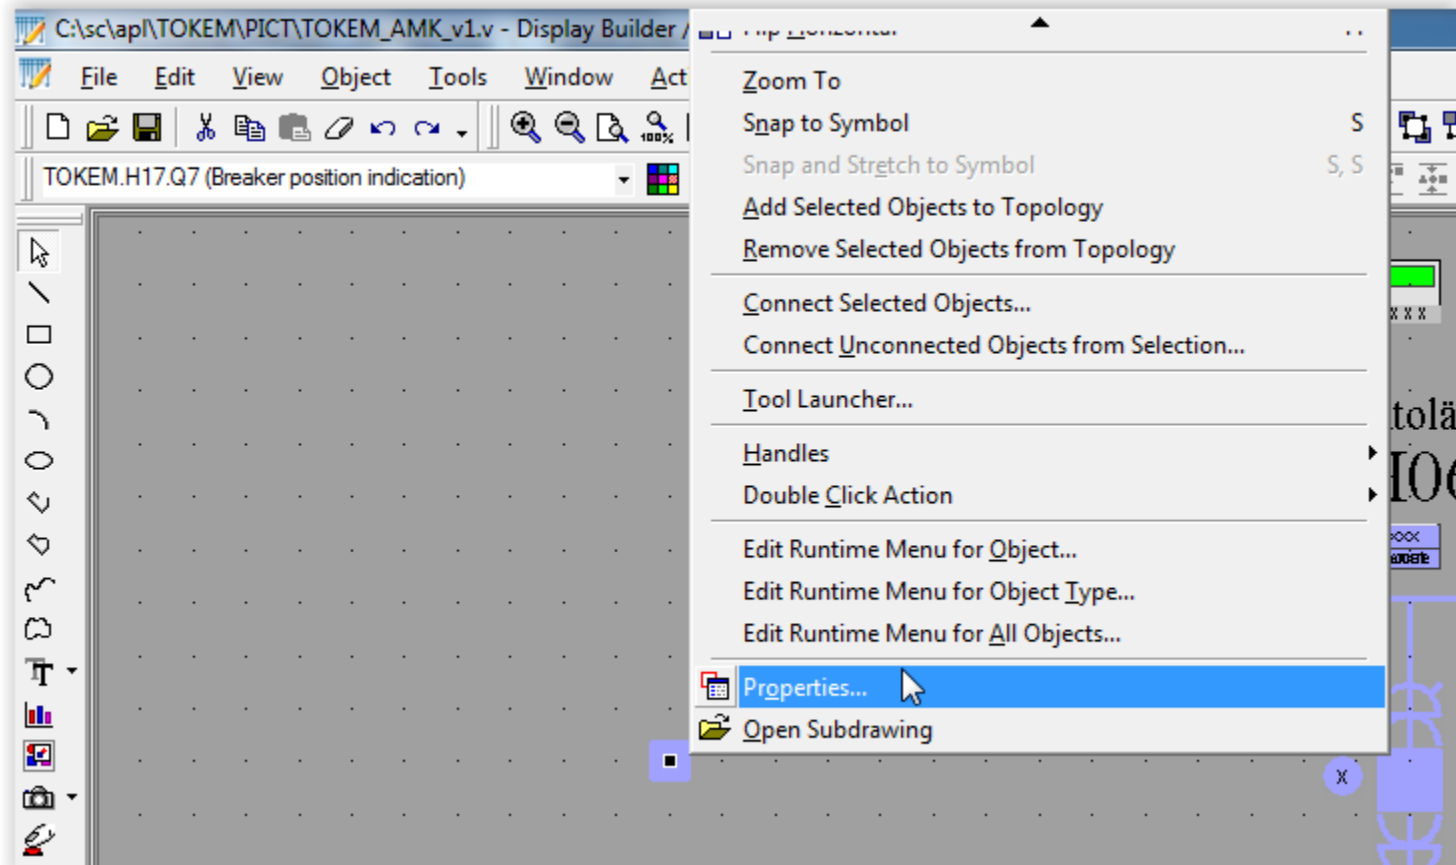 C:\sc\apl\TOKEM\PICT\TOKEM_AMK_v1.v - Display Builder /
File Edit View Object Tools Window Act
100%
TOKEM.H17.Q7 (Breaker position indication)
Zoom To
Snap to Symbol S
Snap and Stretch to Symbol S, S
Add Selected Objects to Topology
Remove Selected Objects from Topology
Connect Selected Objects...
Connect Unconnected Objects from Selection...
Tool Launcher...
Handles
Double Click Action
Edit Runtime Menu for Object...
Edit Runtime Menu for Object Type...
Edit Runtime Menu for All Objects...
Properties...
Open Subdrawing
X X X
tolä
H06
XXX
X